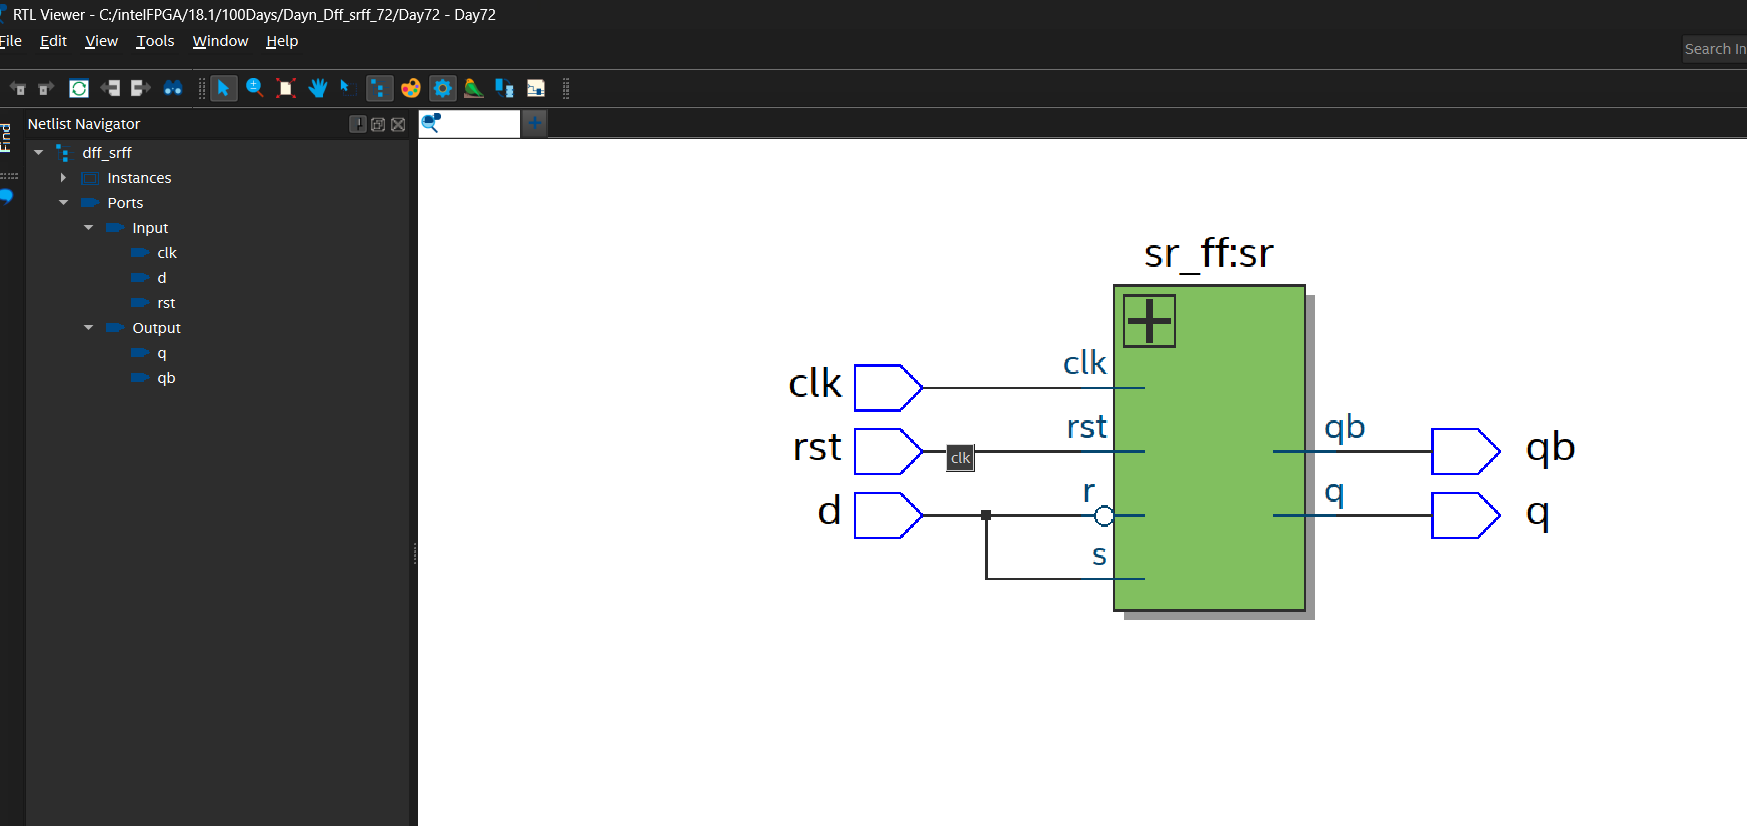 RTL Viewer - C:/intelFPGA/18.1/100Days/Dayn_Dff_srff_72/Day72 - Day72
File Edit View Tools Window Help
Search In
Find
Netlist Navigator
dff_srff
Instances
Ports
Input
clk
d
rst
Output
q
qb
sr_ff:sr
clk clk
rst clk rst qb qb
d r q q
s